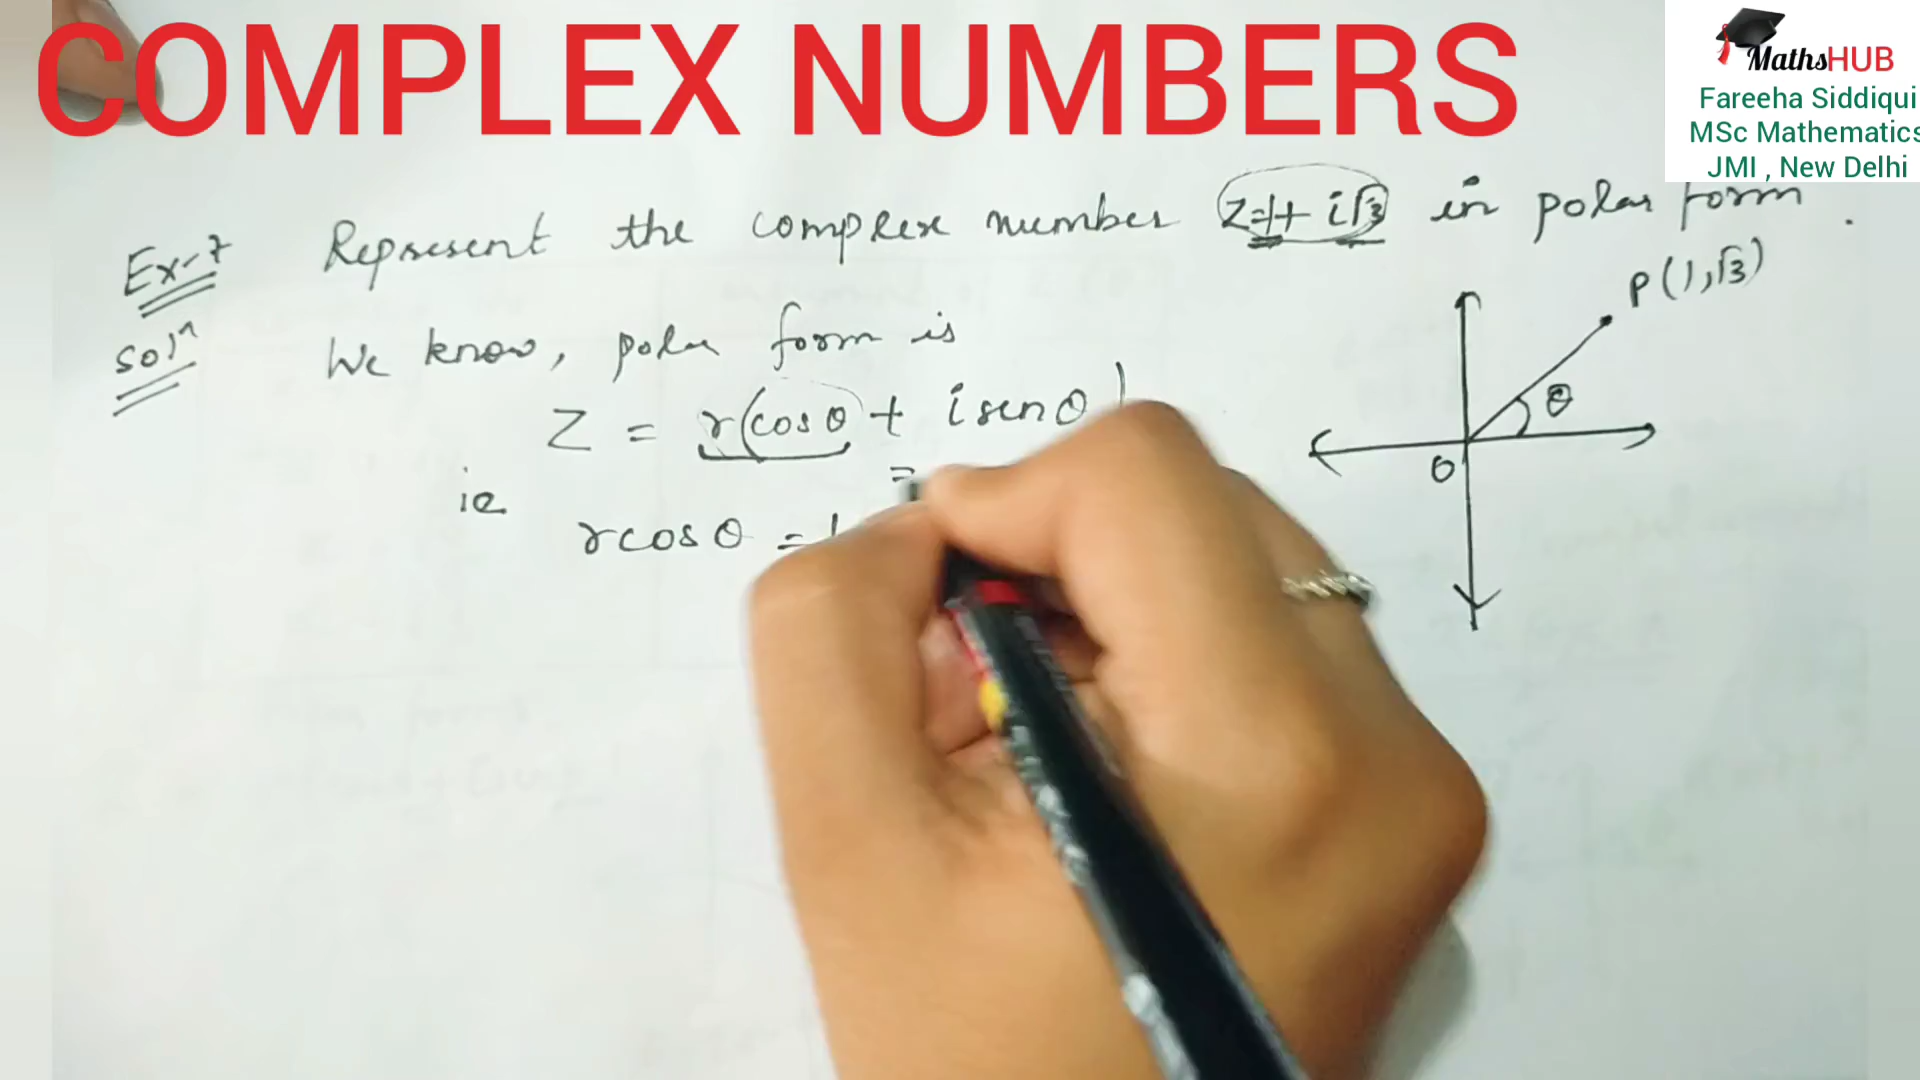 COMPLEX NUMBERS
MathsHUB
Fareeha Siddiqui
MSc Mathematics
JMI , New Delhi
Ex-7 Represent the complex number z=1+i√3 in polar form.
P(1,√3)
Solⁿ We know, polar form is
Z = r(cosθ + i sinθ)
θ
O
ie
=
rcosθ = 1